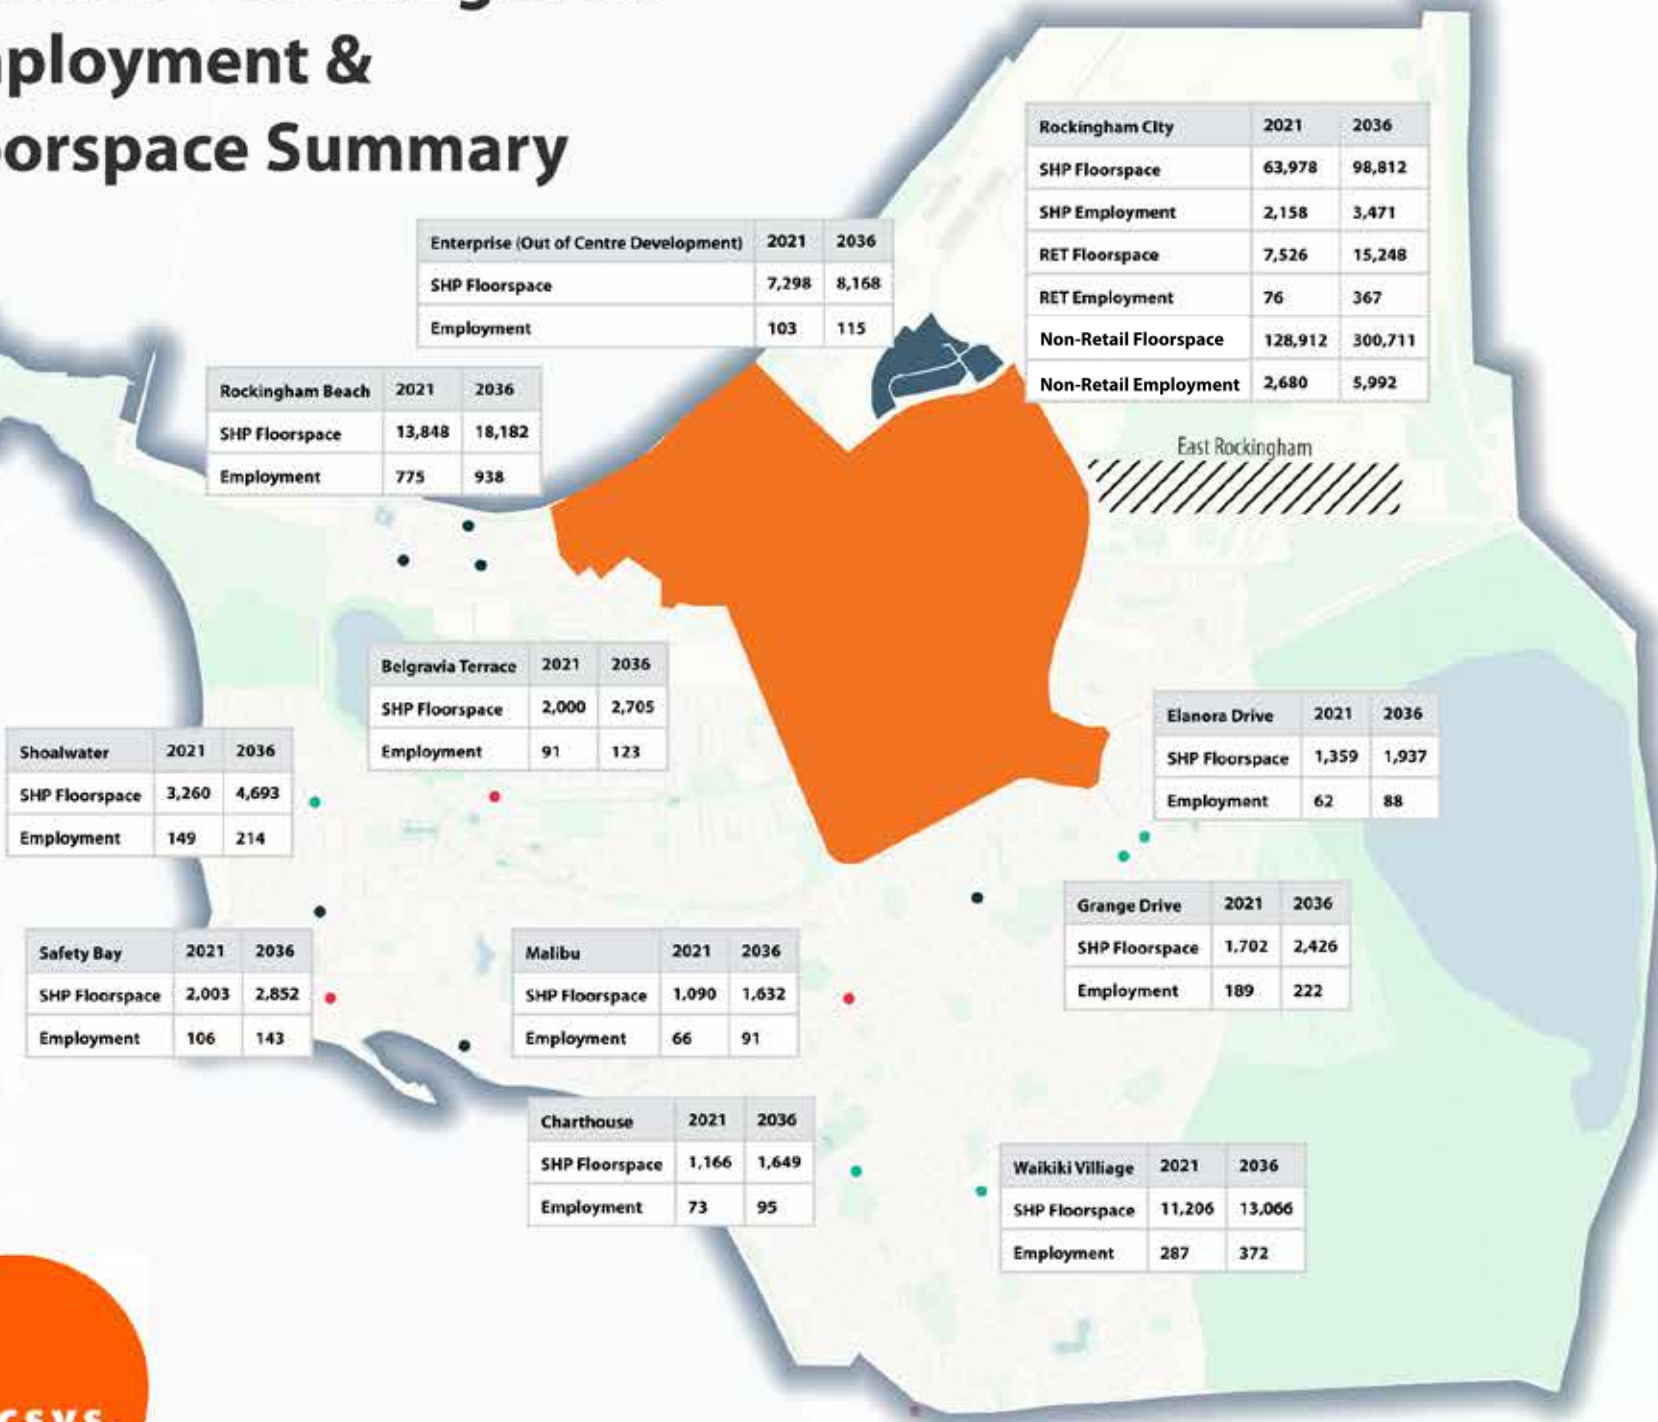 ployment &
orspace Summary
Rockingham City 2021 2036
SHP Floorspace 63,978 98,812
SHP Employment 2,158 3,471
RET Floorspace 7,526 15,248
RET Employment 76 367
Non-Retail Floorspace 128,912 300,711
Non-Retail Employment 2,680 5,992
Enterprise (Out of Centre Development) 2021 2036
SHP Floorspace 7,298 8,168
Employment 103 115
Rockingham Beach 2021 2036
SHP Floorspace 13,848 18,182
Employment 775 938
East Rockingham
Belgravia Terrace 2021 2036
SHP Floorspace 2,000 2,705
Employment 91 123
Elanora Drive 2021 2036
SHP Floorspace 1,359 1,937
Employment 62 88
Shoalwater 2021 2036
SHP Floorspace 3,260 4,693
Employment 149 214
Grange Drive 2021 2036
SHP Floorspace 1,702 2,426
Employment 189 222
Safety Bay 2021 2036
SHP Floorspace 2,003 2,852
Employment 106 143
Malibu 2021 2036
SHP Floorspace 1,090 1,632
Employment 66 91
Charthouse 2021 2036
SHP Floorspace 1,166 1,649
Employment 73 95
Waikiki Villiage 2021 2036
SHP Floorspace 11,206 13,066
Employment 287 372
csys.